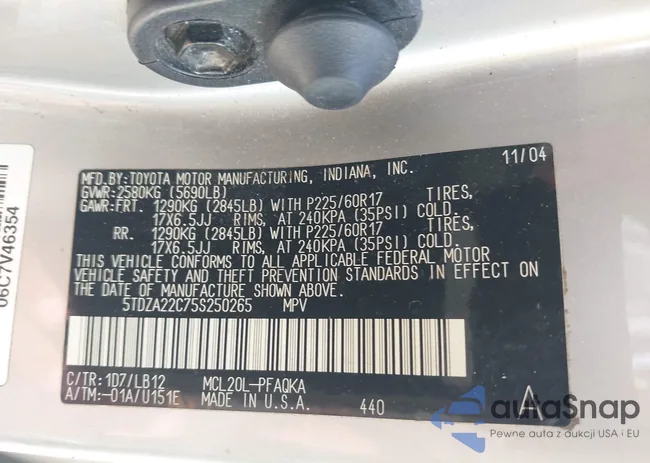 MFD.BY:TOYOTA MOTOR MANUFACTURING, INDIANA, INC. 11/04
GVWR:2580KG (5690LB)
GAWR:FRT. 1290KG (2845LB) WITH P225/60R17 TIRES,
17X6.5JJ RIMS, AT 240KPA (35PSI) COLD.
RR. 1290KG (2845LB) WITH P225/60R17 TIRES,
17X6.5JJ RIMS, AT 240KPA (35PSI) COLD.
THIS VEHICLE CONFORMS TO ALL APPLICABLE FEDERAL MOTOR
VEHICLE SAFETY AND THEFT PREVENTION STANDARDS IN EFFECT ON
THE DATE OF MANUFACTURE SHOWN ABOVE.
5TDZA22C75S250265 MPV
C/TR:1D7/LB12 MCL20L-PFAQKA
A/TM:-01A/U151E MADE IN U.S.A. 440 A
06C7V46354
autoSnap
Pewne auta z aukcji USA i EU